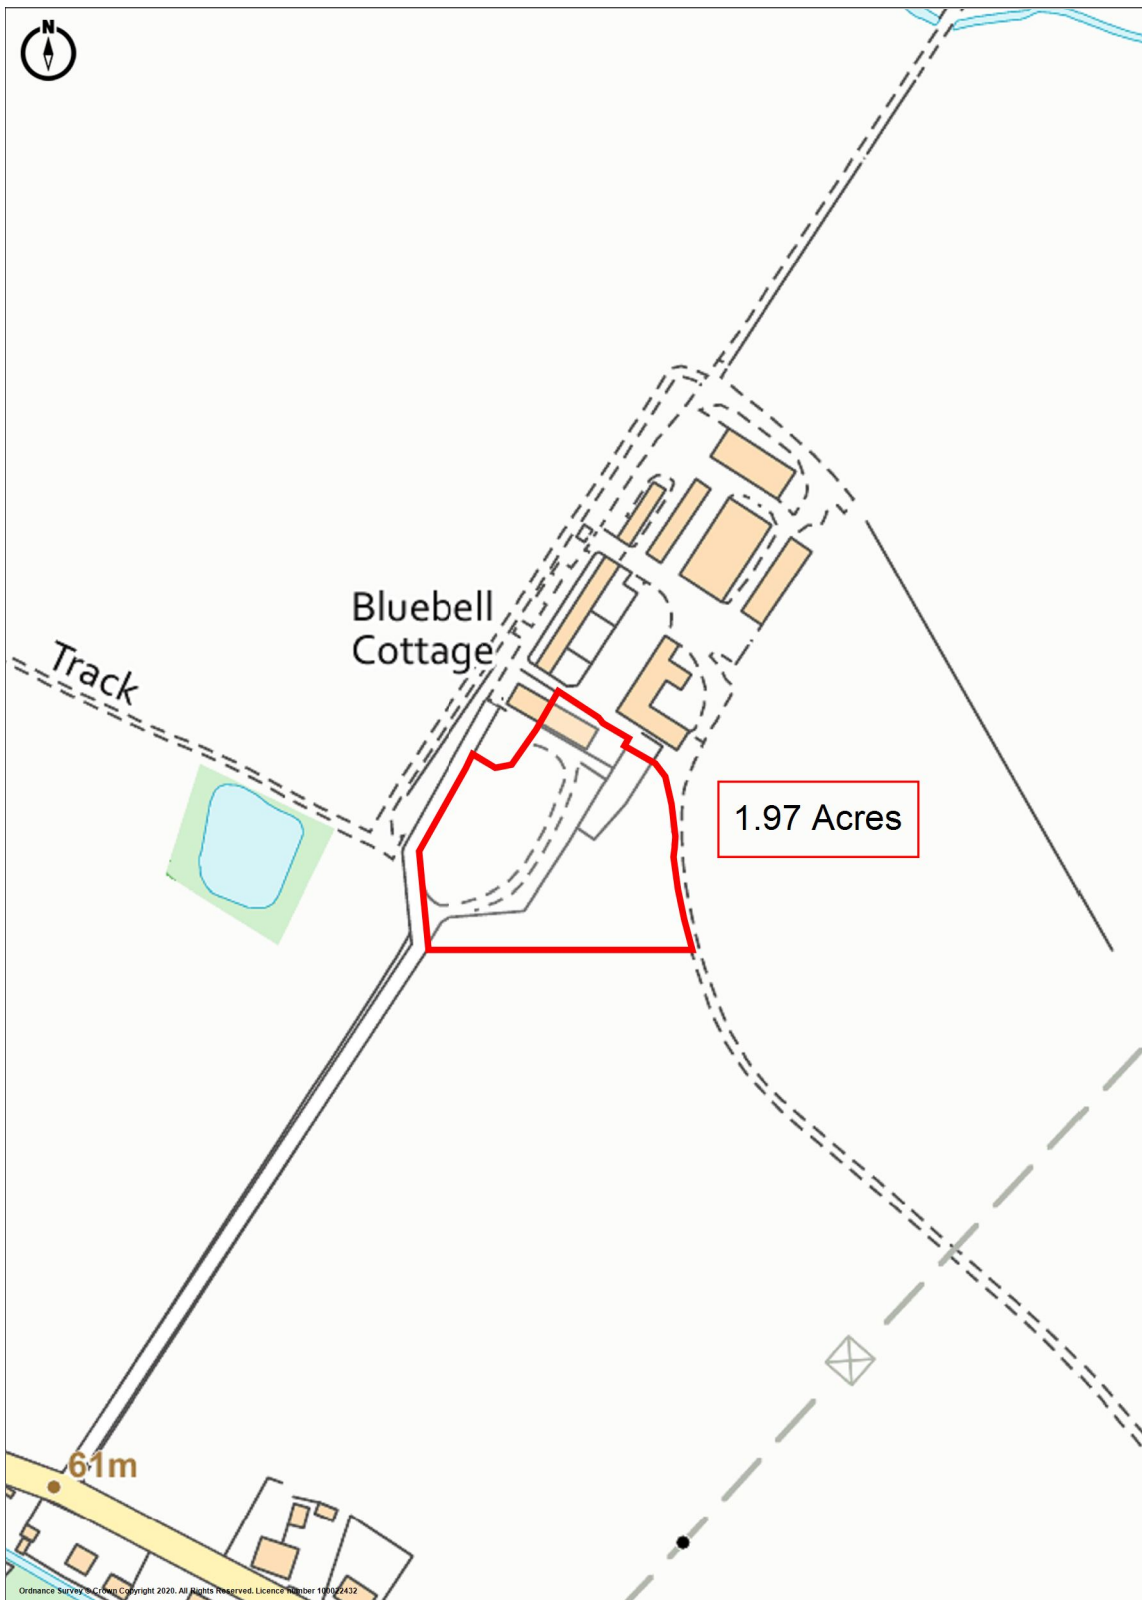 N
Bluebell
Cottage
Track
1.97 Acres
61m
Ordnance Survey © Crown Copyright 2020. All Rights Reserved. Licence number 100022432